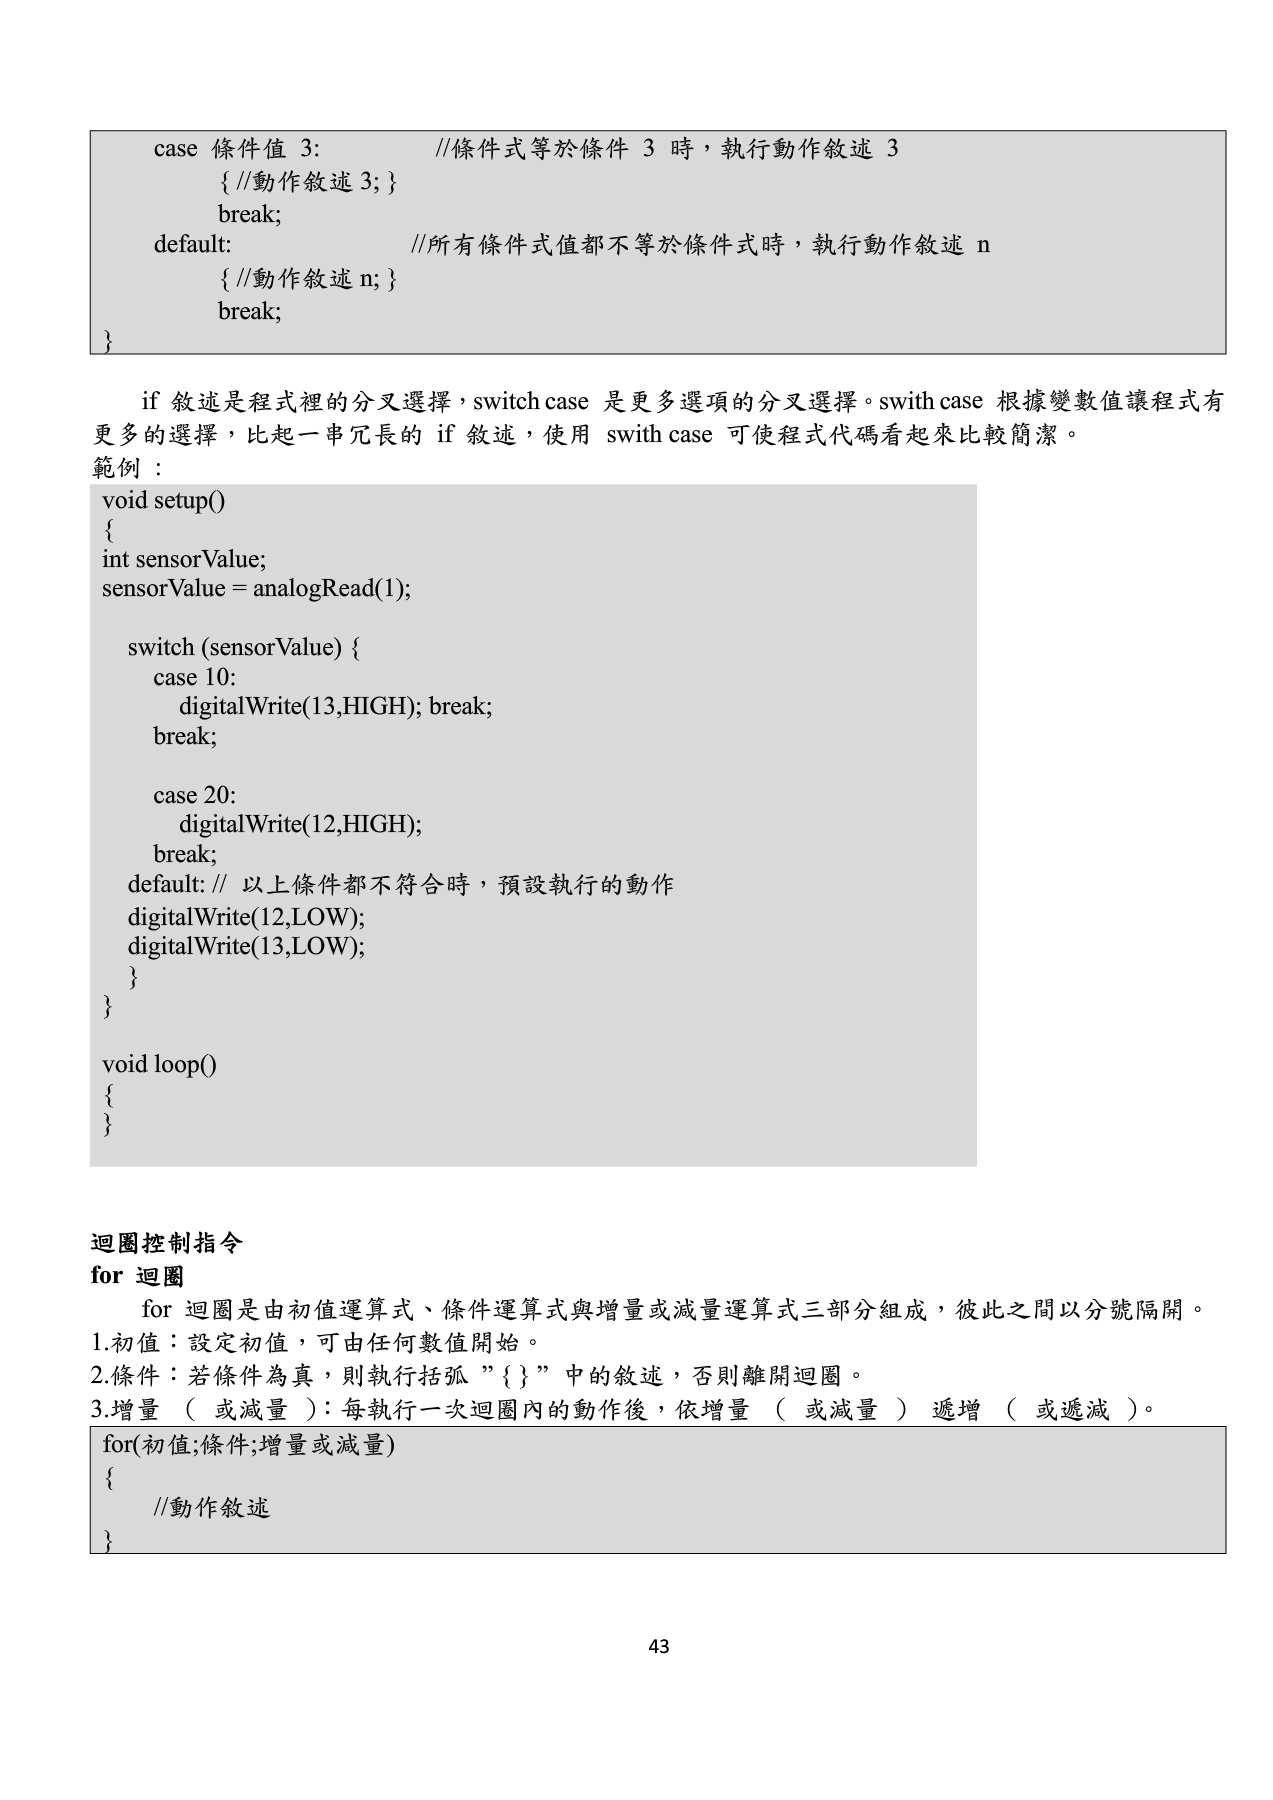 case 條件值 3: //條件式等於條件 3 時，執行動作敘述 3
{ //動作敘述 3; }
break;
default: //所有條件式值都不等於條件式時，執行動作敘述 n
{ //動作敘述 n; }
break;
}
if 敘述是程式裡的分叉選擇，switch case 是更多選項的分叉選擇。swith case 根據變數值讓程式有
更多的選擇，比起一串冗長的 if 敘述，使用 swith case 可使程式代碼看起來比較簡潔。
範例：
void setup()
{
int sensorValue;
sensorValue = analogRead(1);
switch (sensorValue) {
case 10:
digitalWrite(13,HIGH); break;
break;
case 20:
digitalWrite(12,HIGH);
break;
default: // 以上條件都不符合時，預設執行的動作
digitalWrite(12,LOW);
digitalWrite(13,LOW);
}
}
void loop()
{
}
迴圈控制指令
for 迴圈
for 迴圈是由初值運算式、條件運算式與增量或減量運算式三部分組成，彼此之間以分號隔開。
1.初值：設定初值，可由任何數值開始。
2.條件：若條件為真，則執行括弧 ”{ }” 中的敘述，否則離開迴圈。
3.增量 （ 或減量 ）：每執行一次迴圈內的動作後，依增量 （ 或減量 ） 遞增 （ 或遞減 ）。
for(初值;條件;增量或減量)
{
//動作敘述
}
43